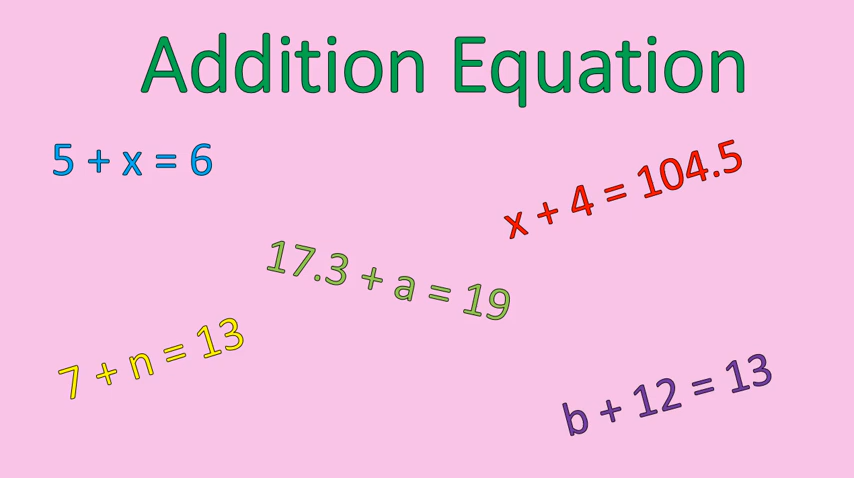 Addition Equation
5 + x = 6
x + 4 = 104.5
17.3 + a = 19
7 + n = 13
b + 12 = 13